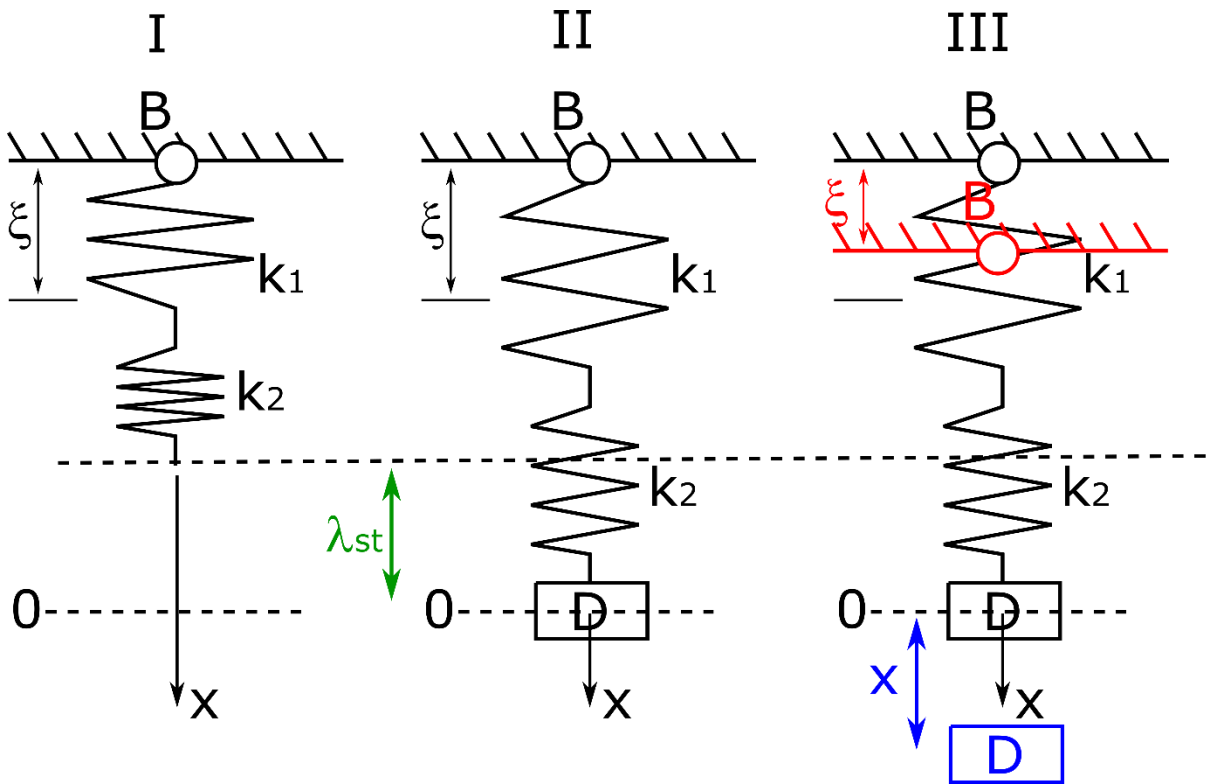 I II III
B B B
ξ ξ ξ B
k1 k1 k1
k2
k2 k2
λst
0 0 D 0 D
x x x x
D